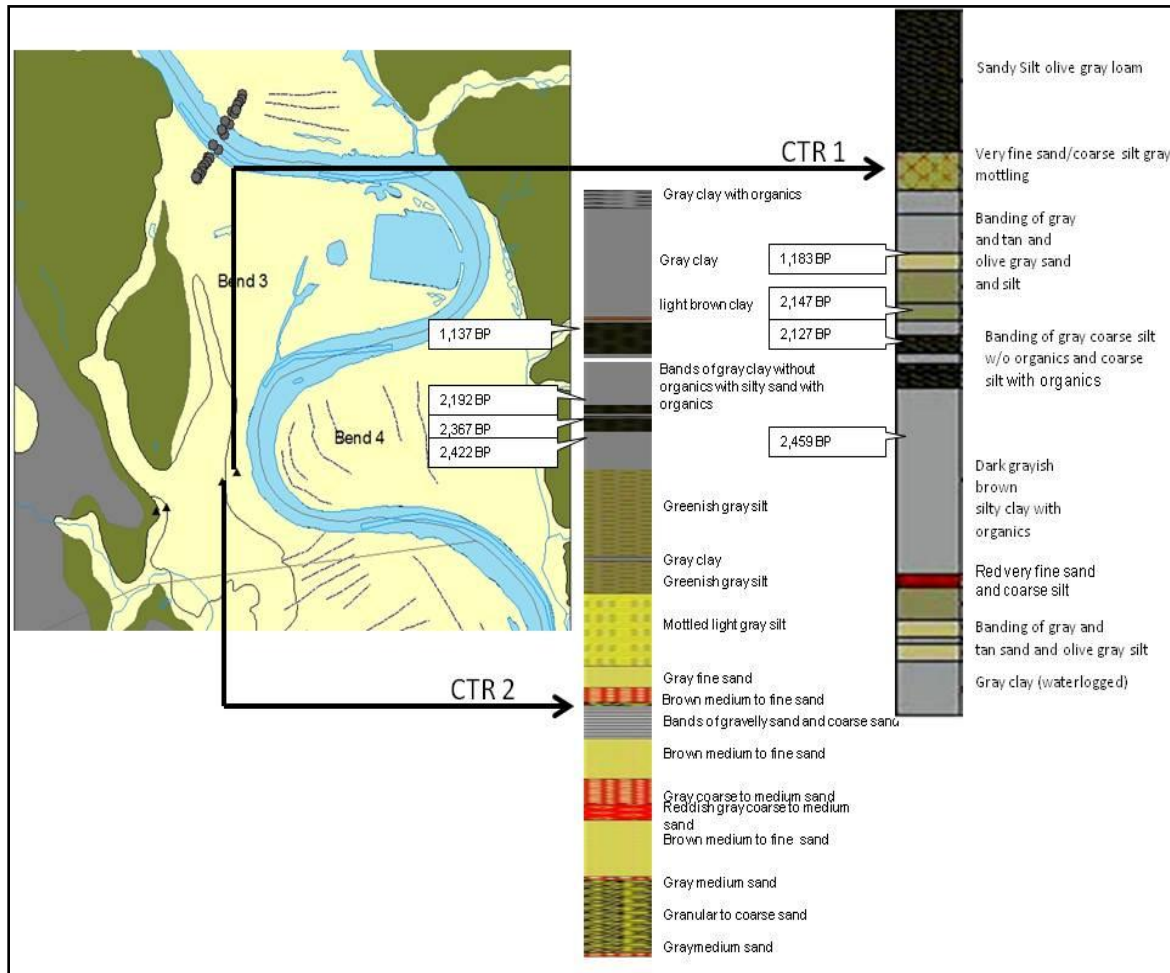 Bend 3
Bend 4
CTR 1
CTR 2
Gray clay with organics
Gray clay
light brown clay
1,137 BP
Bands of gray clay without
organics with silty sand with
organics
2,192 BP
2,367 BP
2,422 BP
Greenish gray silt
Gray clay
Greenish gray silt
Mottled light gray silt
Gray fine sand
Brown medium to fine sand
Bands of gravelly sand and coarse sand
Brown medium to fine sand
Gray coarse to medium sand
Reddish gray coarse to medium
sand
Brown medium to fine sand
Gray medium sand
Granular to coarse sand
Gray medium sand
Sandy Silt olive gray loam
Very fine sand/coarse silt gray
mottling
Banding of gray
and tan and
olive gray sand
and silt
1,183 BP
2,147 BP
2,127 BP
Banding of gray coarse silt
w/o organics and coarse
silt with organics
2,459 BP
Dark grayish
brown
silty clay with
organics
Red very fine sand
and coarse silt
Banding of gray and
tan sand and olive gray silt
Gray clay (waterlogged)